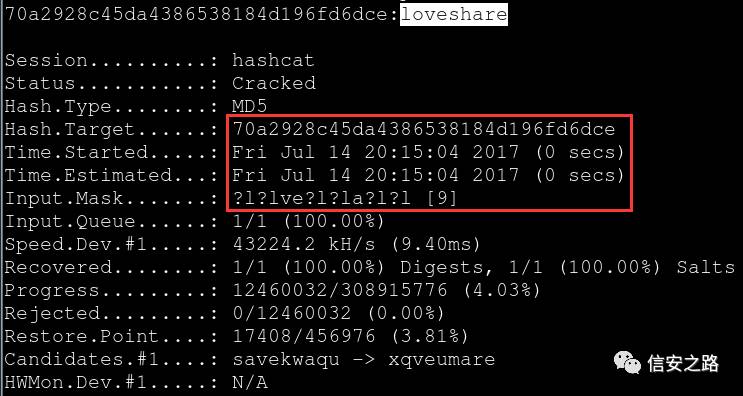 70a2928c45da4386538184d196fd6dce:loveshare
Session..........: hashcat
Status...........: Cracked
Hash.Type........: MD5
Hash.Target......: 70a2928c45da4386538184d196fd6dce
Time.Started.....: Fri Jul 14 20:15:04 2017 (0 secs)
Time.Estimated...: Fri Jul 14 20:15:04 2017 (0 secs)
Input.Mask.......: ?l?lve?l?la?l?l [9]
Input.Queue......: 1/1 (100.00%)
Speed.Dev.#1.....: 43224.2 kH/s (9.40ms)
Recovered........: 1/1 (100.00%) Digests, 1/1 (100.00%) Salts
Progress.........: 12460032/308915776 (4.03%)
Rejected.........: 0/12460032 (0.00%)
Restore.Point....: 17408/456976 (3.81%)
Candidates.#1....: savekwaqu -> xqveumare
HWMon.Dev.#1.....: N/A
信安之路